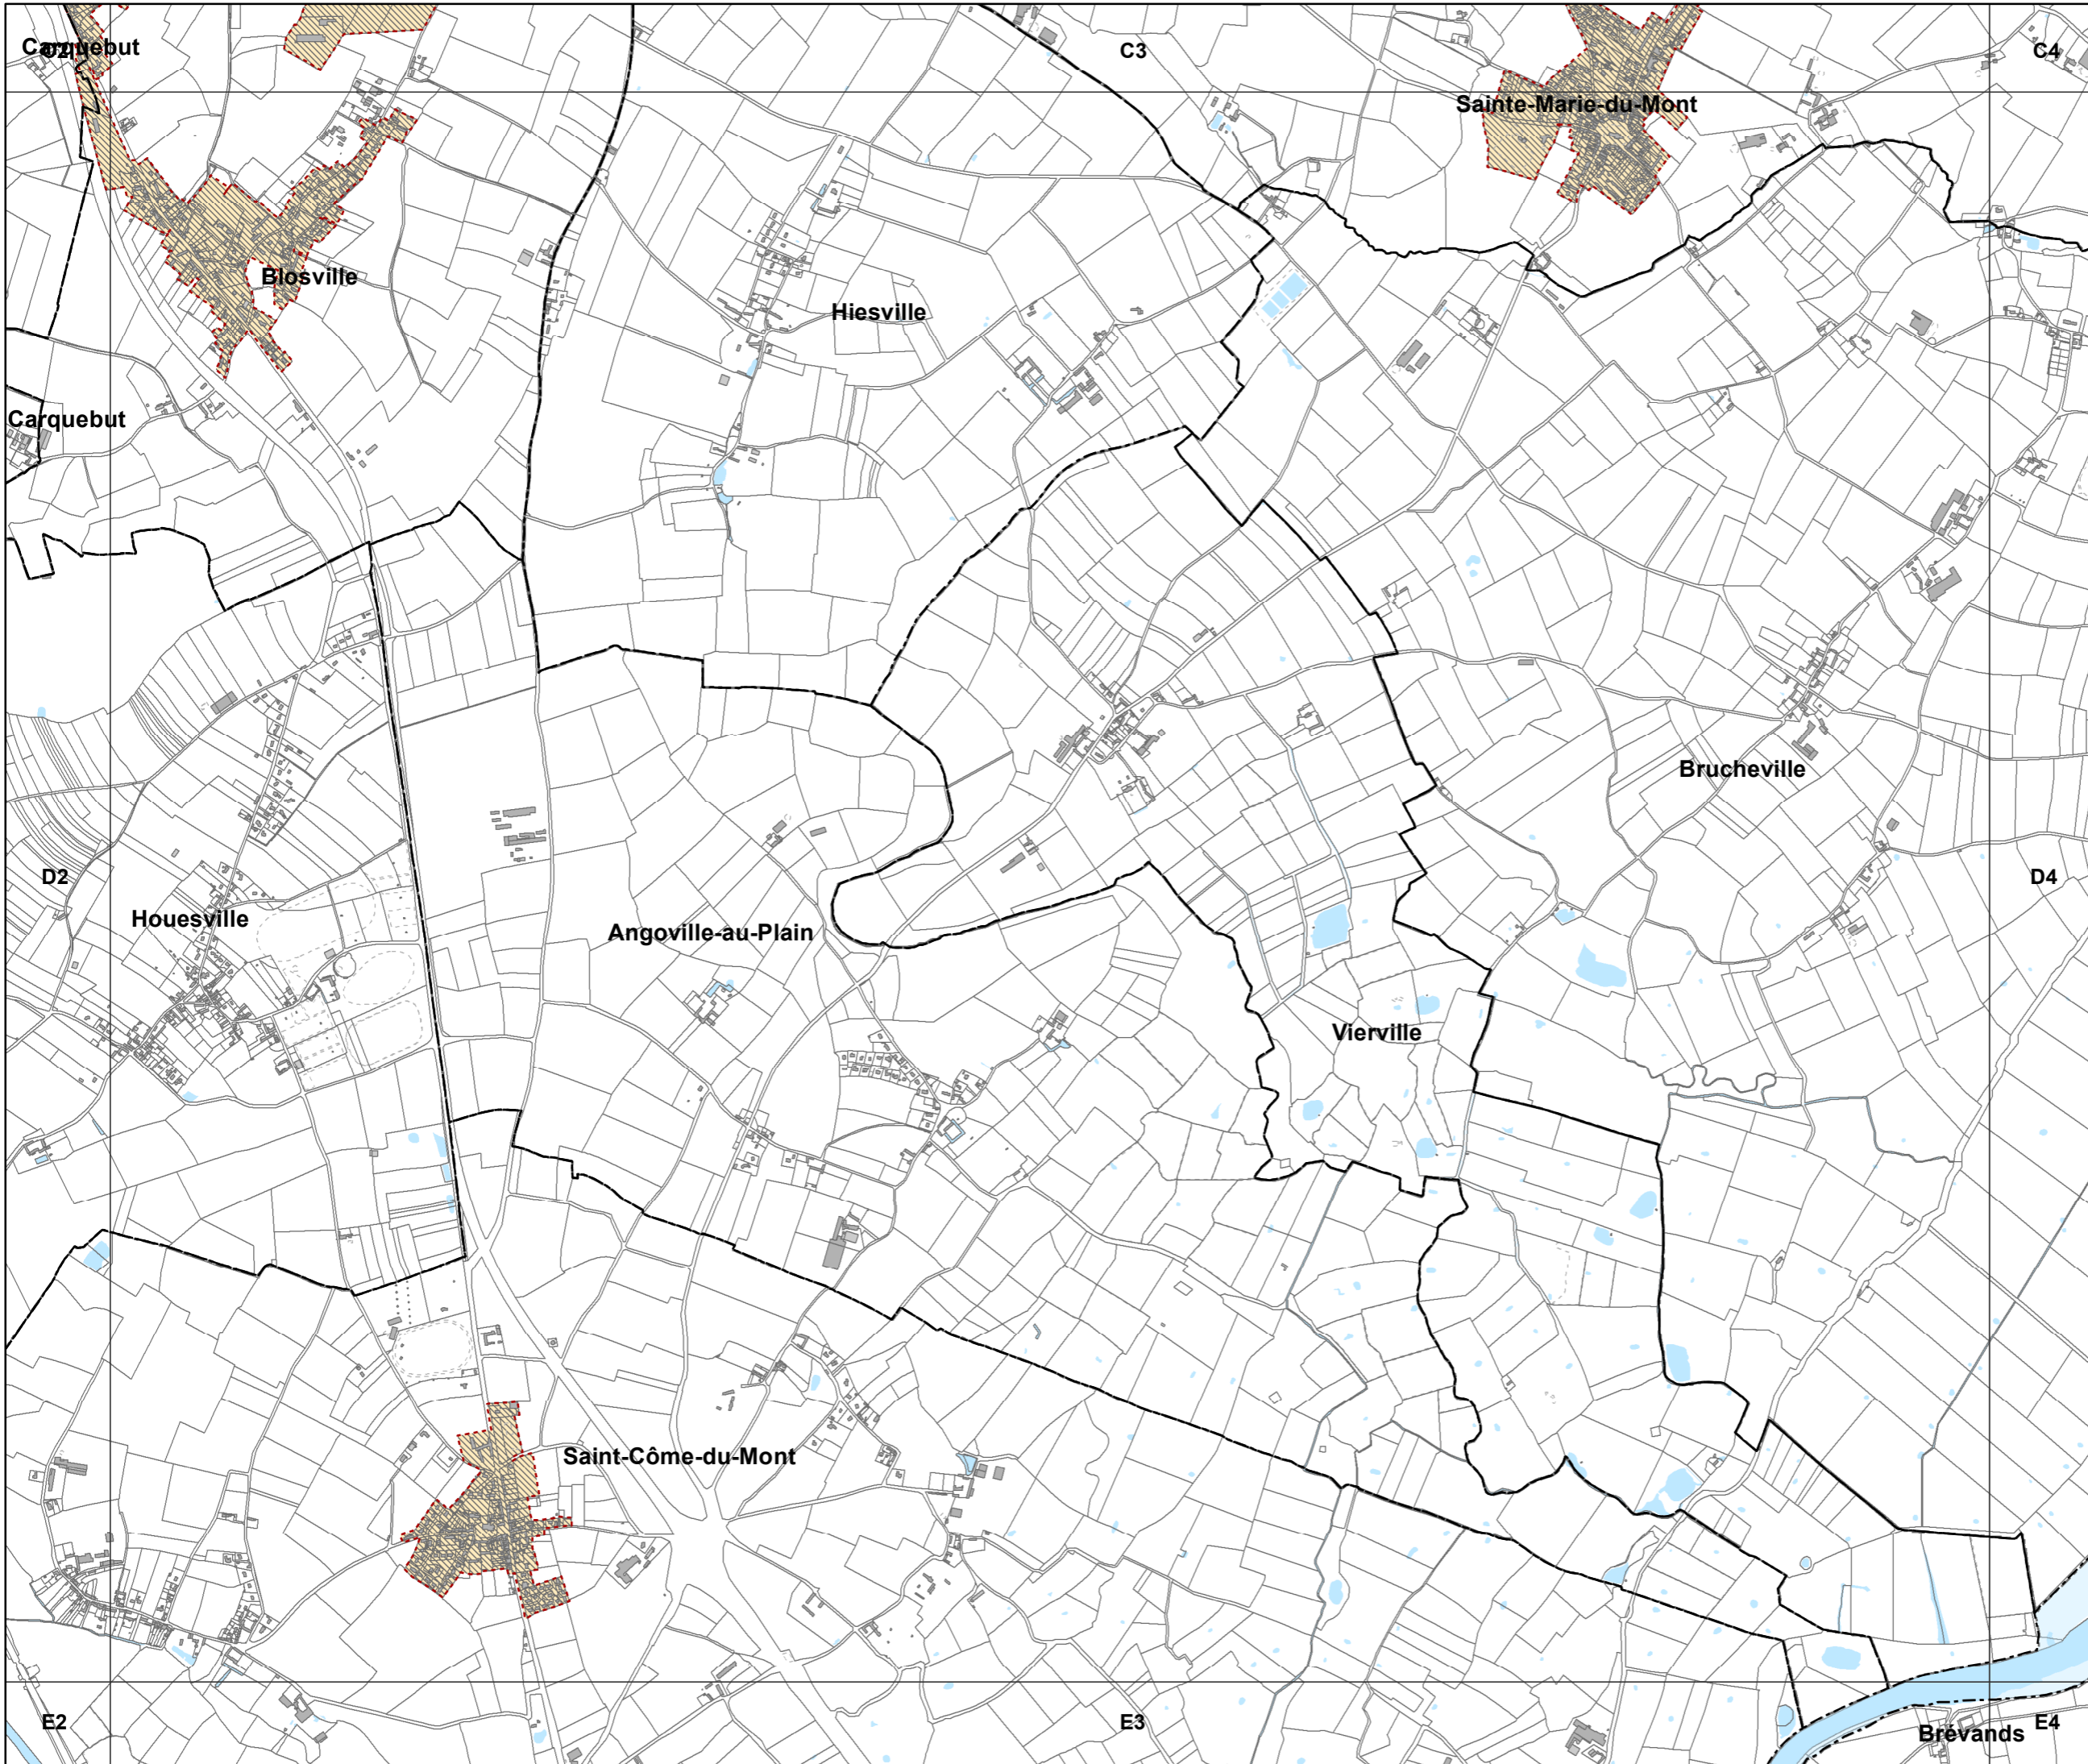 Carquebut
C3
C4
Sainte-Marie-du-Mont
Blosville
Hiesville
Carquebut
Brucheville
D2
D4
Houesville
Angoville-au-Plain
Vierville
Saint-Côme-du-Mont
E2
E3
E4
Brévands